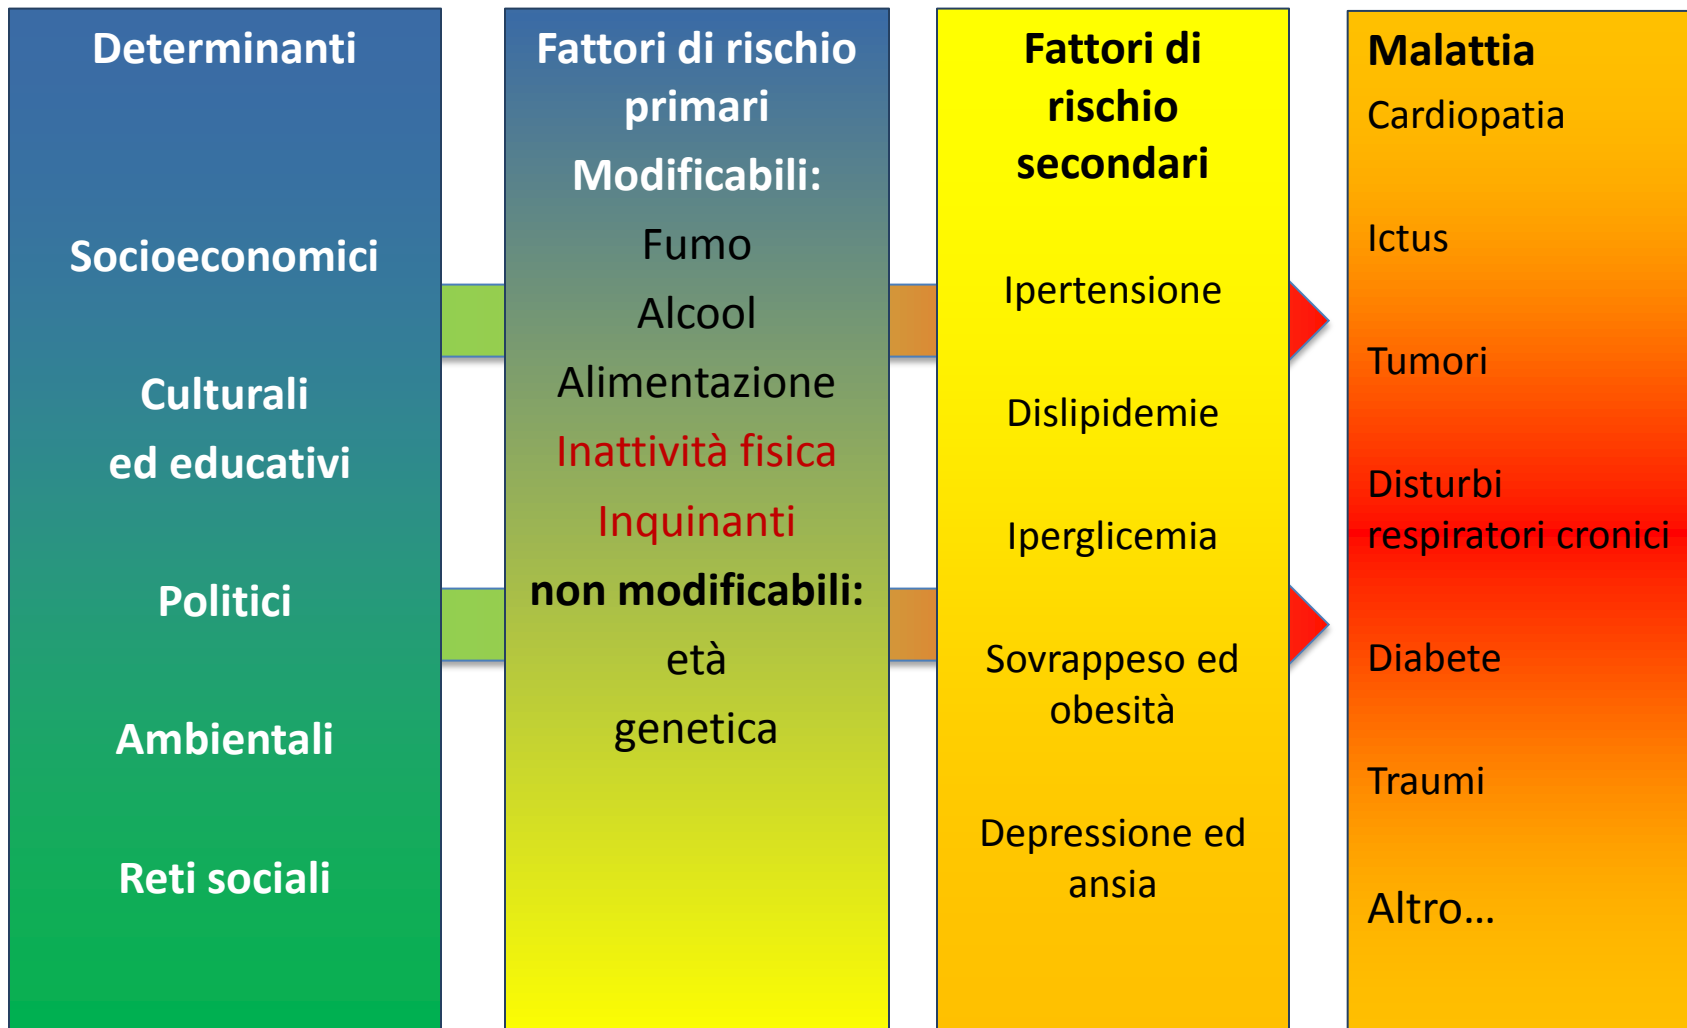 Determinanti
Socioeconomici
Culturali
ed educativi
Politici
Ambientali
Reti sociali
Fattori di rischio
primari
Modificabili:
Fumo
Alcool
Alimentazione
Inattività fisica
Inquinanti
non modificabili:
età
genetica
Fattori di
rischio
secondari
Ipertensione
Dislipidemie
Iperglicemia
Sovrappeso ed
obesità
Depressione ed
ansia
Malattia
Cardiopatia
Ictus
Tumori
Disturbi
respiratori cronici
Diabete
Traumi
Altro...